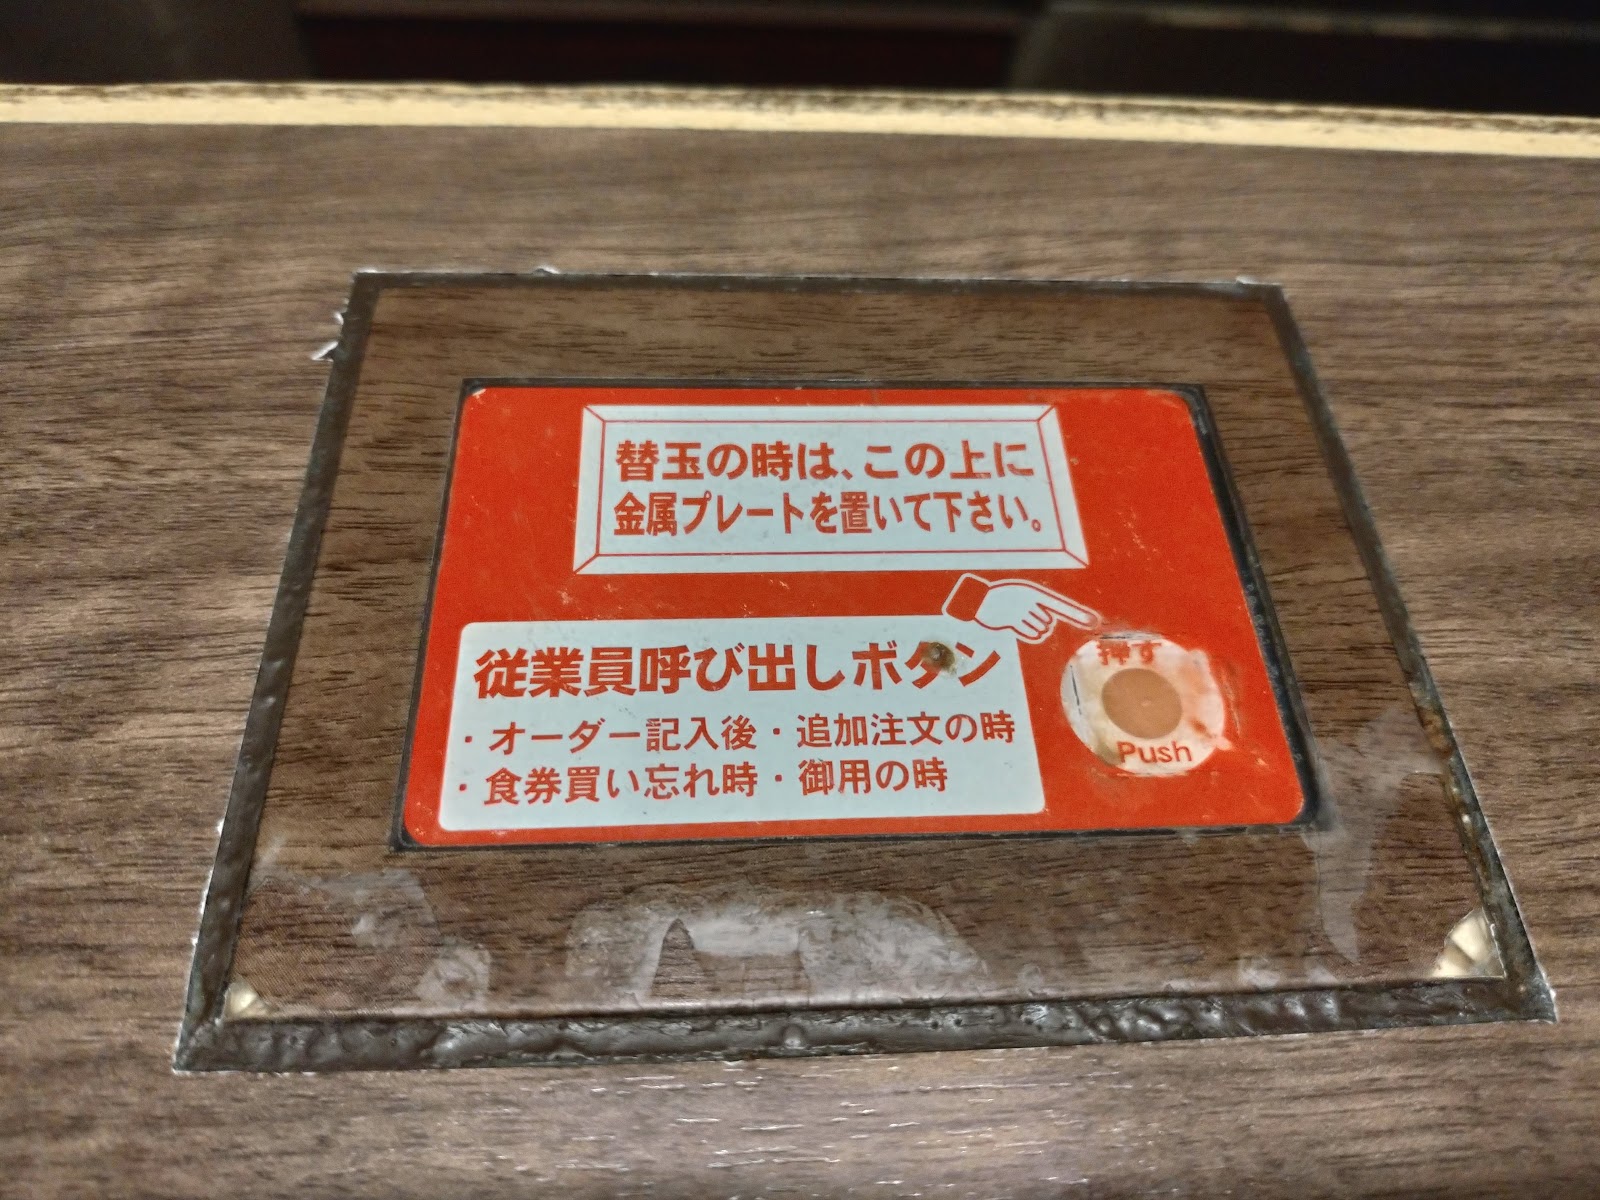 替玉の時は、この上に
金属プレートを置いて下さい。
従業員呼び出しボタン
・オーダー記入後・追加注文の時
・食券買い忘れ時・御用の時
押す
Push